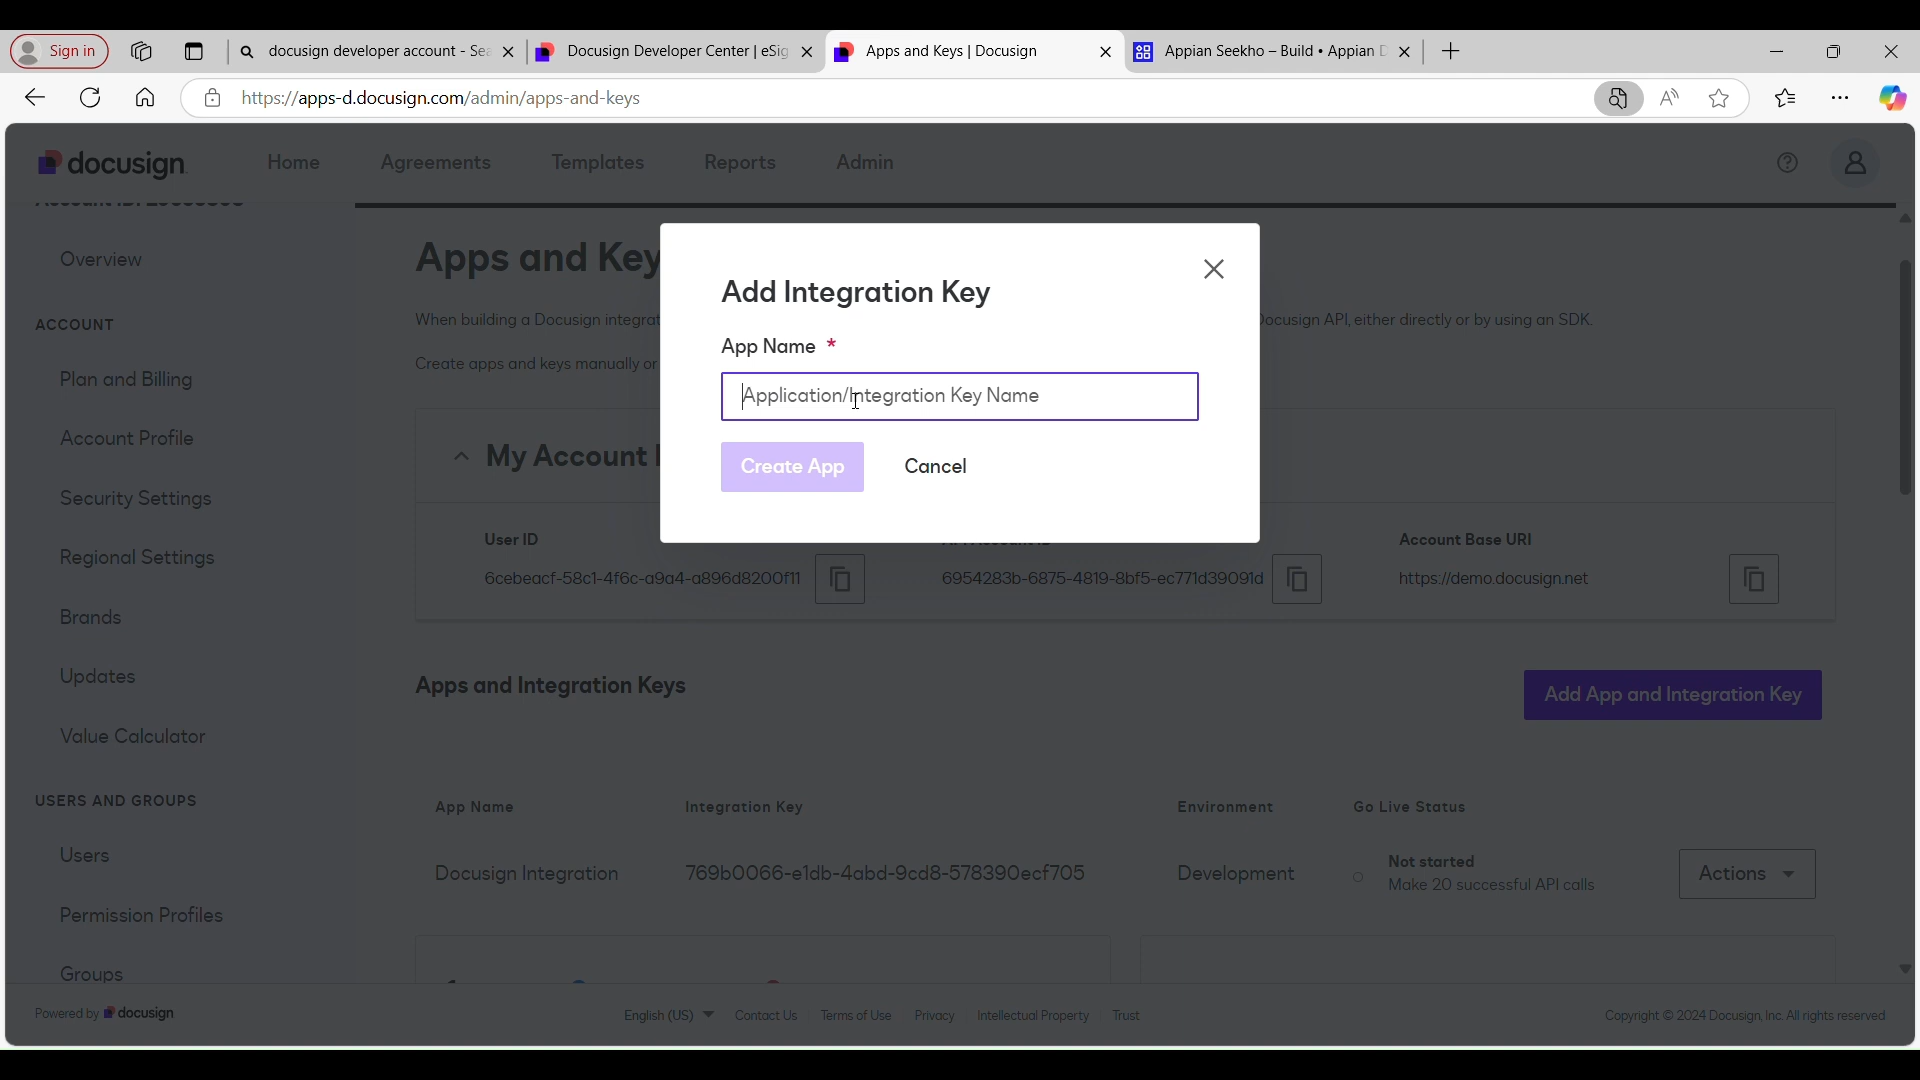 Sign in
docusign developer account - Sea
Docusign Developer Center | eSig
Apps and Keys | Docusign
Appian Seekho – Build • Appian D
https://apps-d.docusign.com/admin/apps-and-keys
docusign
Home
Agreements
Templates
Reports
Admin
Overview
ACCOUNT
Plan and Billing
Account Profile
Security Settings
Regional Settings
Brands
Updates
Value Calculator
USERS AND GROUPS
Users
Permission Profiles
Groups
Apps and Key
When building a Docusign integrat
Docusign API, either directly or by using an SDK.
Create apps and keys manually or
My Account
Add Integration Key
App Name *
Application/Integration Key Name
Create App
Cancel
User ID
6cebeacf-58c1-4f6c-a9a4-a896d8200f11
6954283b-6875-4819-8bf5-ec771d39091d
Account Base URI
https://demo.docusign.net
Apps and Integration Keys
Add App and Integration Key
App Name
Integration Key
Environment
Go Live Status
Docusign Integration
769b0066-e1db-4abd-9cd8-578390ecf705
Development
Not started
Make 20 successful API calls
Actions
Powered by docusign
English (US)
Contact Us
Terms of Use
Privacy
Intellectual Property
Trust
Copyright © 2024 Docusign, Inc. All rights reserved